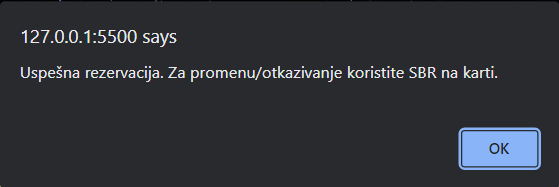 127.0.0.1:5500 says
Uspešna rezervacija. Za promenu/otkazivanje koristite SBR na karti.
OK